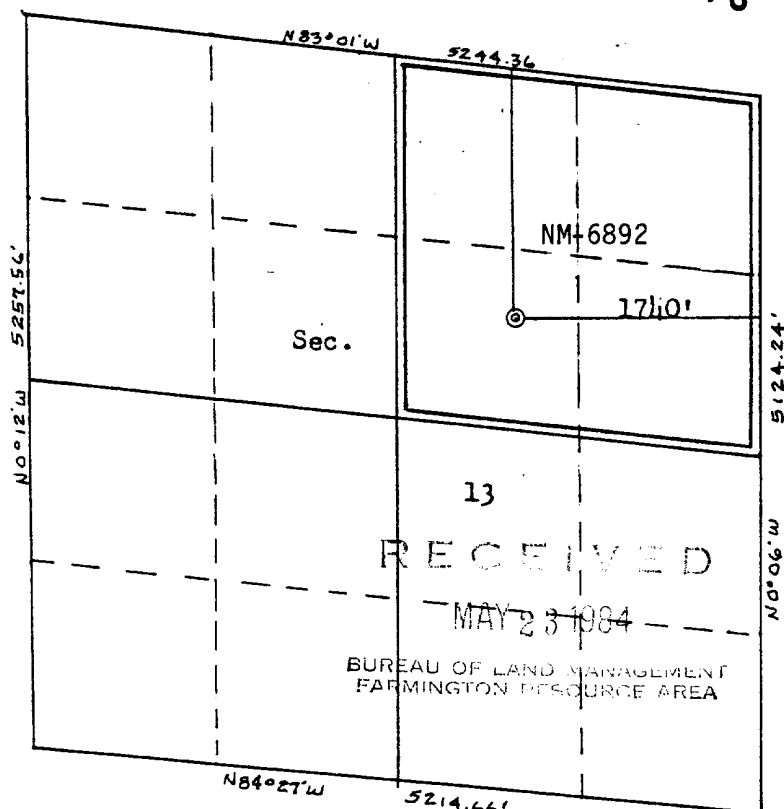 N83°01'W 5244.36
NM-6892
1740'
Sec.
5257.56'
N0°12'W
5124.24'
N0°06'W
13
RECEIVED
MAY 23 1984
BUREAU OF LAND MANAGEMENT
FARMINGTON RESOURCE AREA
N84°27'W